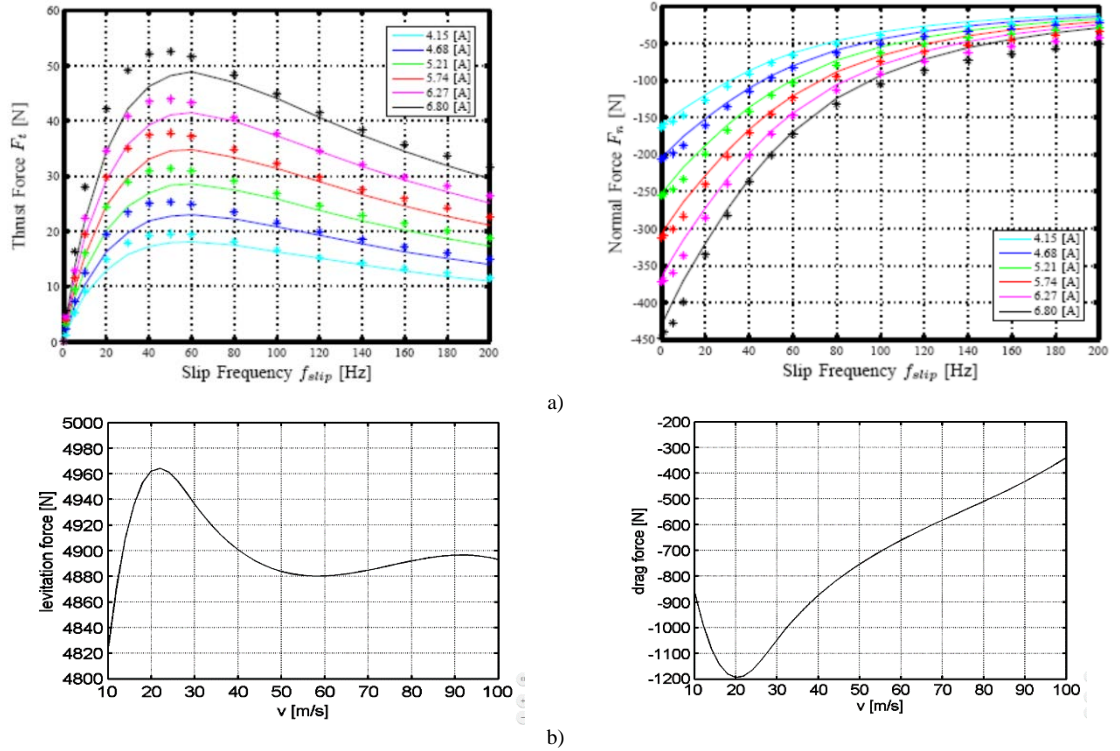 60
50
40
30
20
10
0
Thrust Force F_t [N]
4.15 [A]
4.68 [A]
5.21 [A]
5.74 [A]
6.27 [A]
6.80 [A]
0 20 40 60 80 100 120 140 160 180 200
Slip Frequency f_slip [Hz]
0
-50
-100
-150
-200
-250
-300
-350
-400
-450
Normal Force F_n [N]
4.15 [A]
4.68 [A]
5.21 [A]
5.74 [A]
6.27 [A]
6.80 [A]
0 20 40 60 80 100 120 140 160 180 200
Slip Frequency f_slip [Hz]
a)
5000
4980
4960
4940
4920
4900
4880
4860
4840
4820
4800
levitation force [N]
10 20 30 40 50 60 70 80 90 100
v [m/s]
-200
-300
-400
-500
-600
-700
-800
-900
-1000
-1100
-1200
drag force [N]
10 20 30 40 50 60 70 80 90 100
v [m/s]
b)